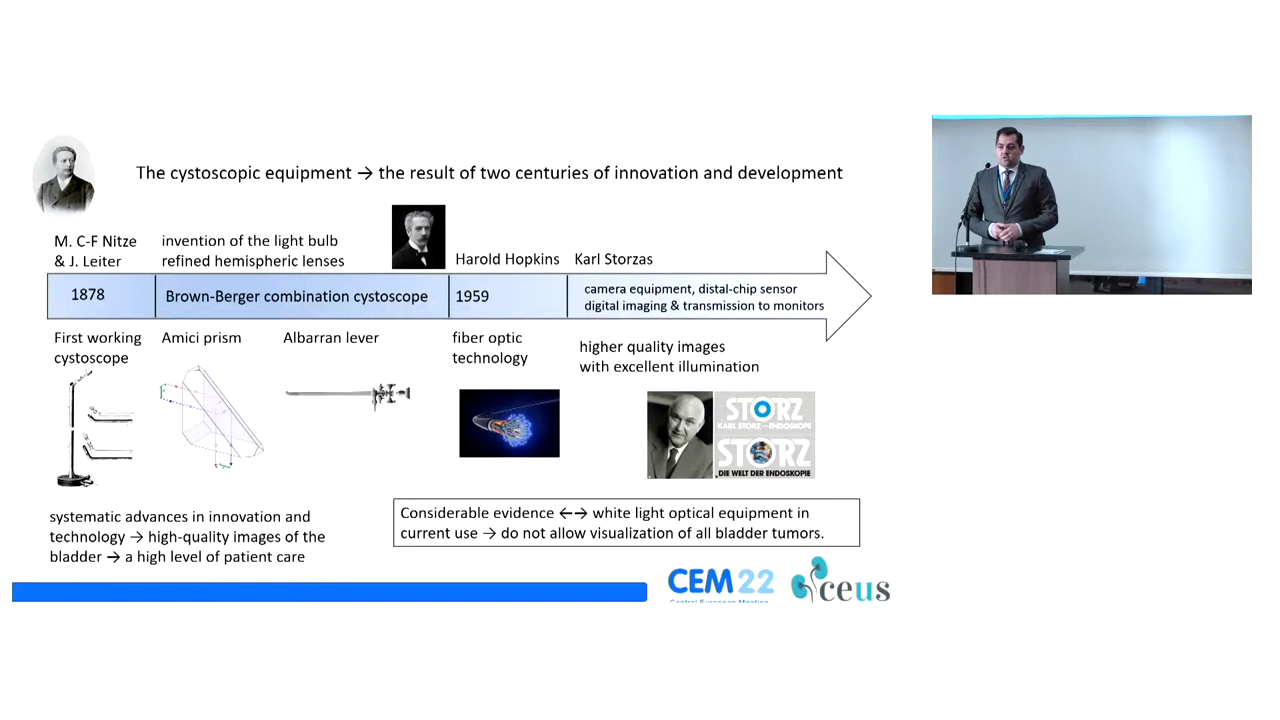 The cystoscopic equipment → the result of two centuries of innovation and development
M. C-F Nitze
& J. Leiter
invention of the light bulb
refined hemispheric lenses
Harold Hopkins
Karl Storzas
1878
Brown-Berger combination cystoscope
1959
camera equipment, distal-chip sensor
digital imaging & transmission to monitors
First working
cystoscope
Amici prism
Albarran lever
fiber optic
technology
higher quality images
with excellent illumination
STORZ
KARL STORZ—ENDOSKOPE
STORZ
DIE WELT DER ENDOSKOPIE
systematic advances in innovation and
technology → high-quality images of the
bladder → a high level of patient care
Considerable evidence ←→ white light optical equipment in
current use → do not allow visualization of all bladder tumors.
CEM 22
Central European Meeting
ceus